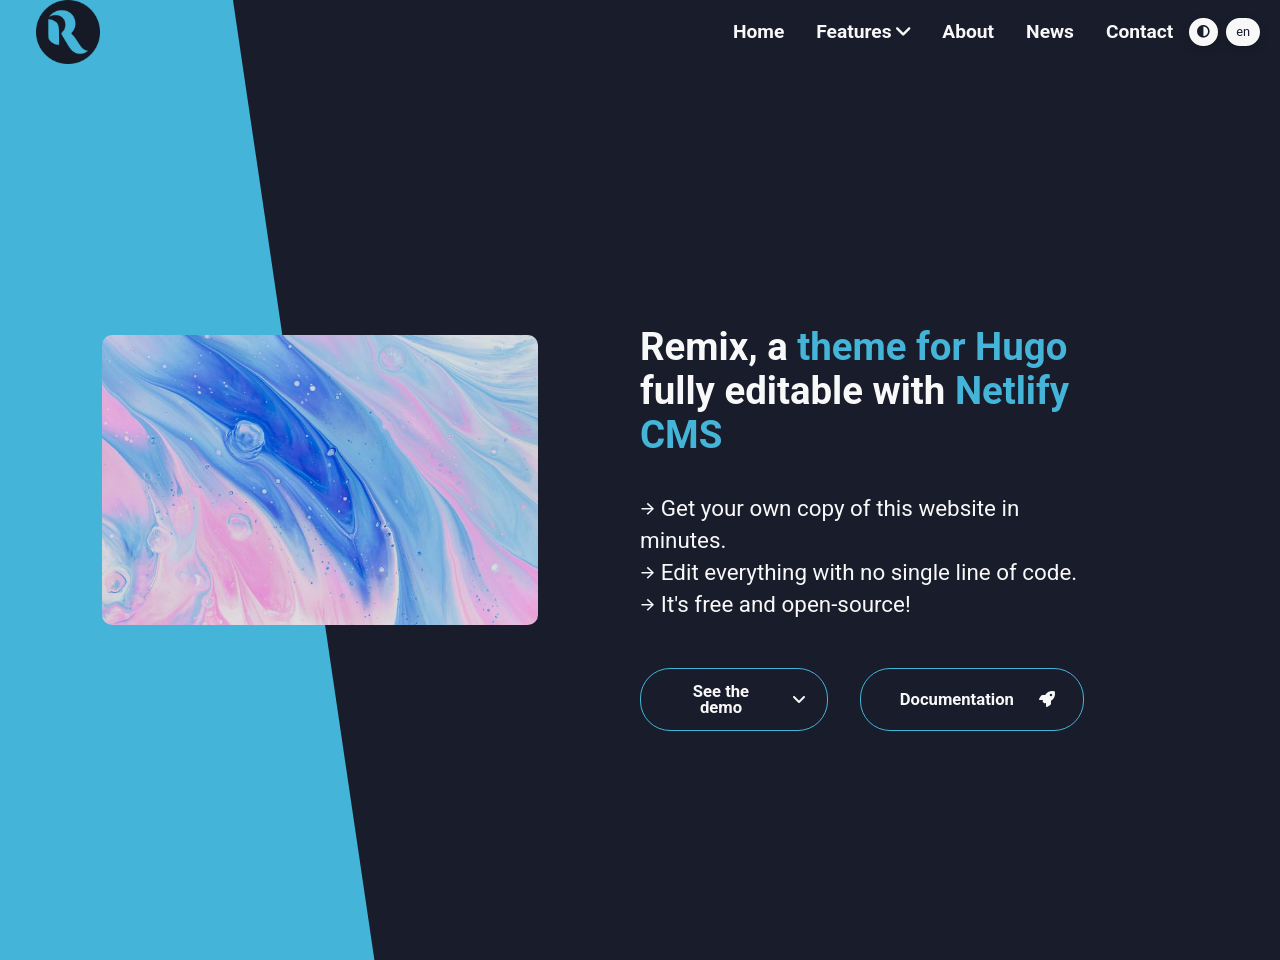 R
Home Features About News Contact en
Remix, a theme for Hugo
fully editable with Netlify
CMS
→ Get your own copy of this website in
minutes.
→ Edit everything with no single line of code.
→ It's free and open-source!
See the
demo
Documentation